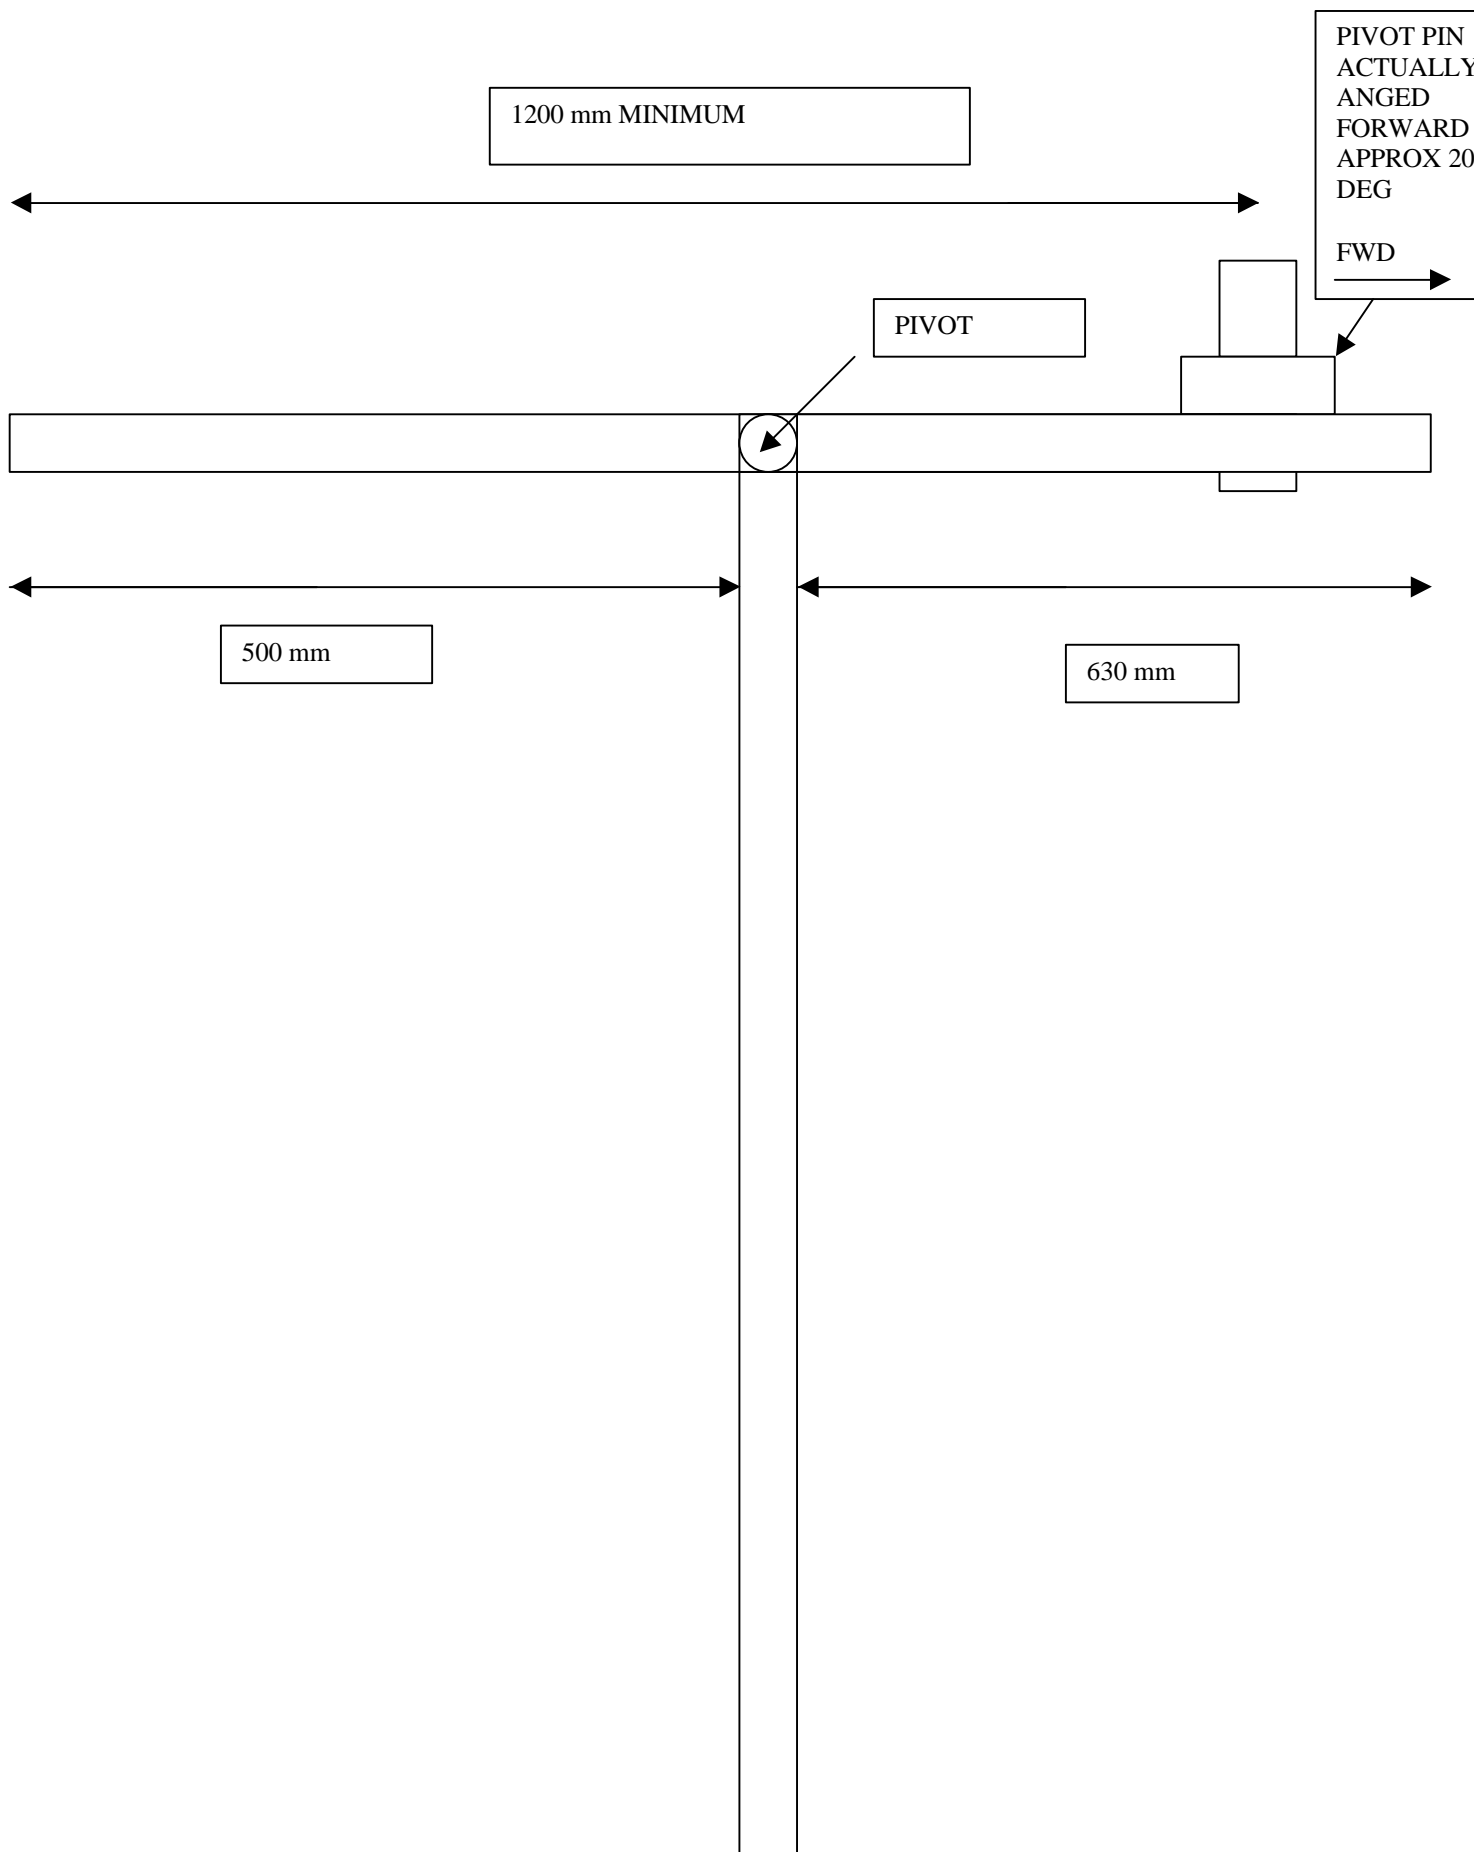 PIVOT PIN
ACTUALLY
ANGED
FORWARD
APPROX 20
DEG
FWD
1200 mm MINIMUM
PIVOT
500 mm
630 mm